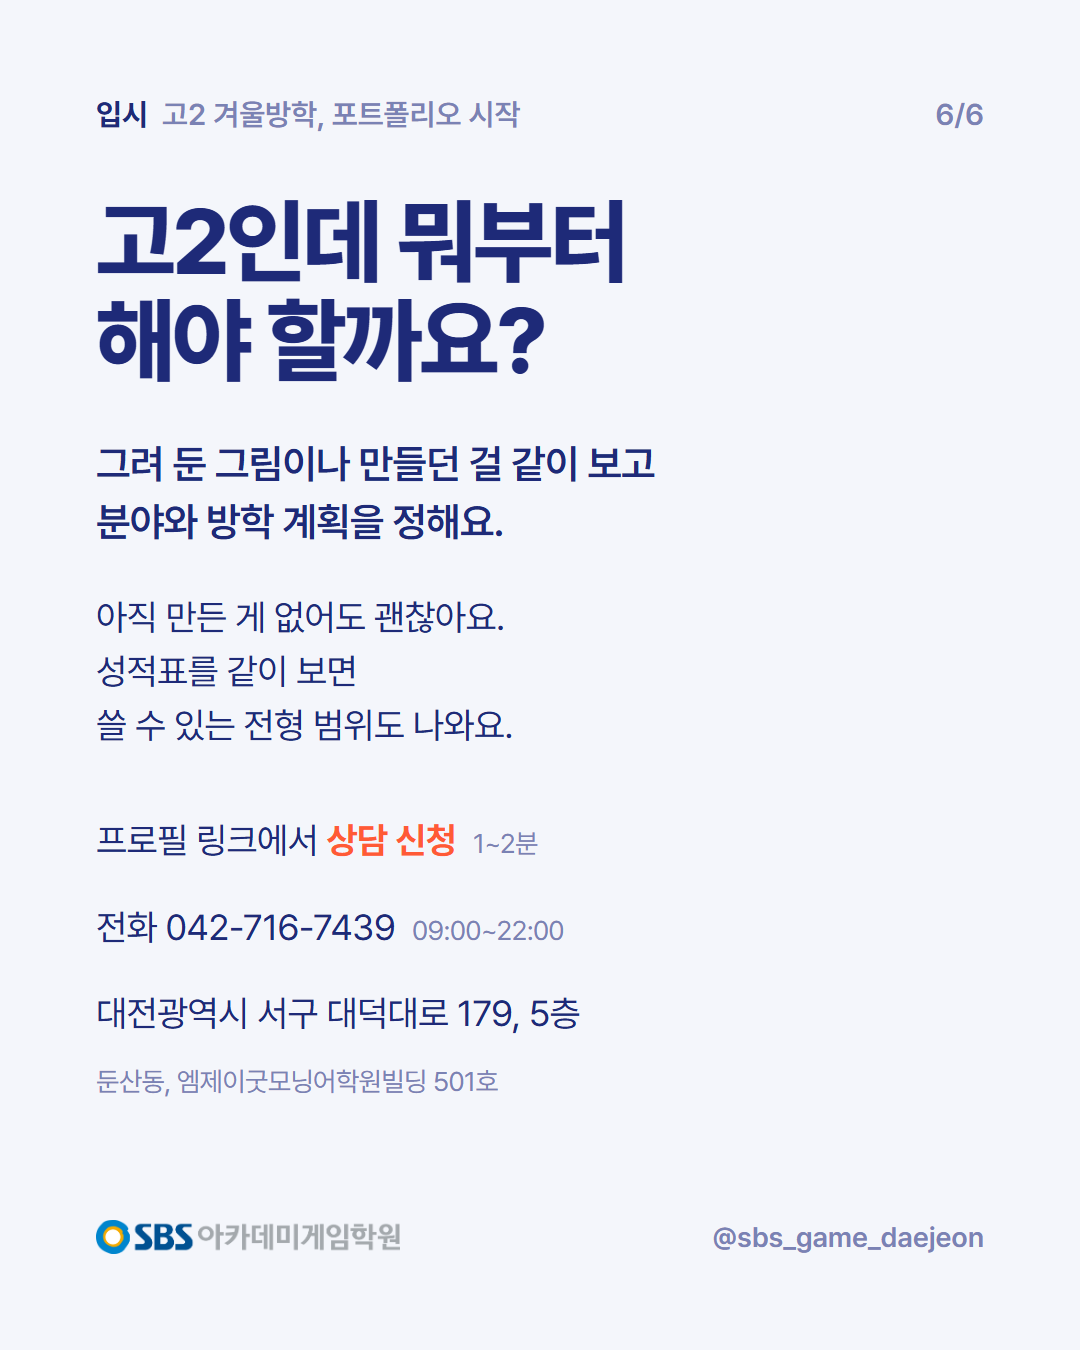 입시 고2 겨울방학, 포트폴리오 시작 6/6
고2인데 뭐부터
해야 할까요?
그려 둔 그림이나 만들던 걸 같이 보고
분야와 방학 계획을 정해요.
아직 만든 게 없어도 괜찮아요.
성적표를 같이 보면
쓸 수 있는 전형 범위도 나와요.
프로필 링크에서 상담 신청 1~2분
전화 042-716-7439 09:00~22:00
대전광역시 서구 대덕대로 179, 5층
둔산동, 엠제이굿모닝어학원빌딩 501호
SBS 아카데미게임학원 @sbs_game_daejeon